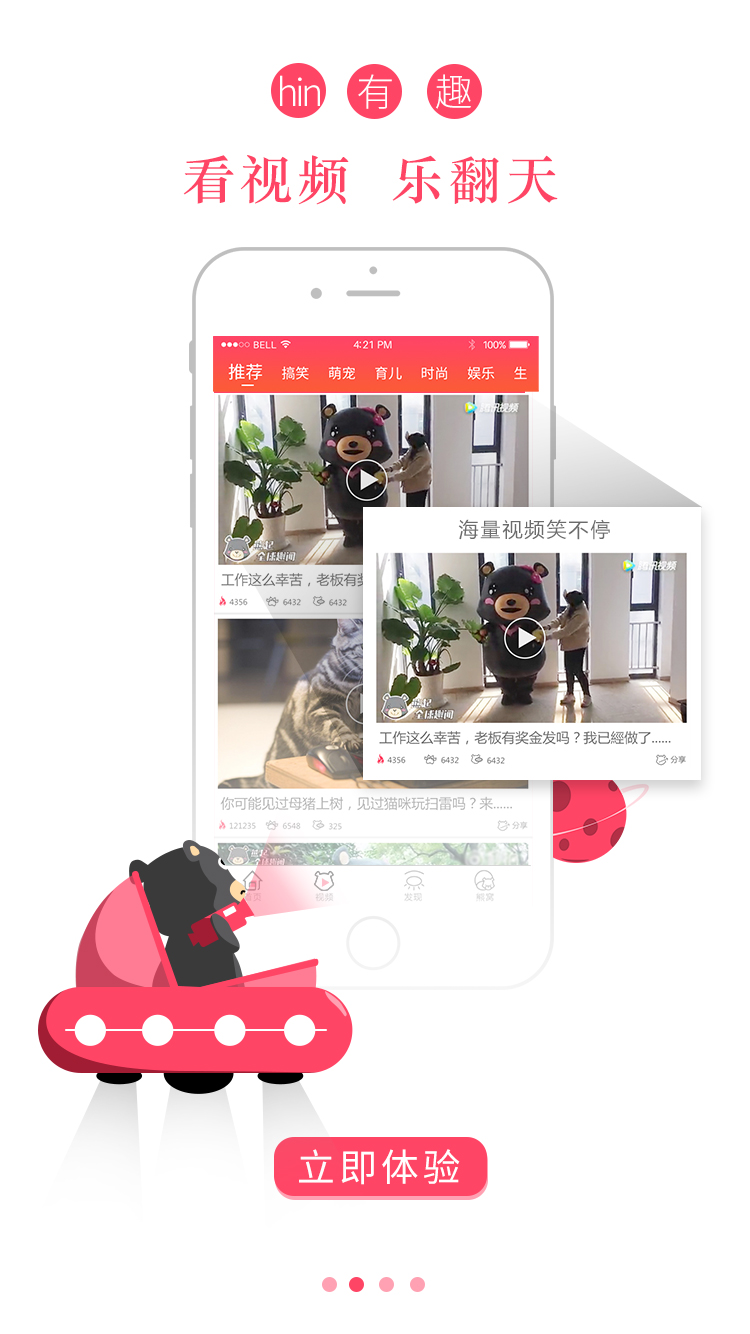 hin 有 趣
看视频 乐翻天
BELL 4:21 PM 100%
推荐 搞笑 萌宠 育儿 时尚 娱乐 生
腾讯视频
全球趣闻
工作这么幸苦，老板有奖
4356 6432 6432
海量视频笑不停
腾讯视频
全球趣闻
工作这么幸苦，老板有奖金发吗？我已經做了......
4356 6432 6432 分享
你可能见过母猪上树，见过猫咪玩扫雷吗？来......
121235 6548 325 分享
全球趣闻
首页 视频 发现 熊窝
立即体验